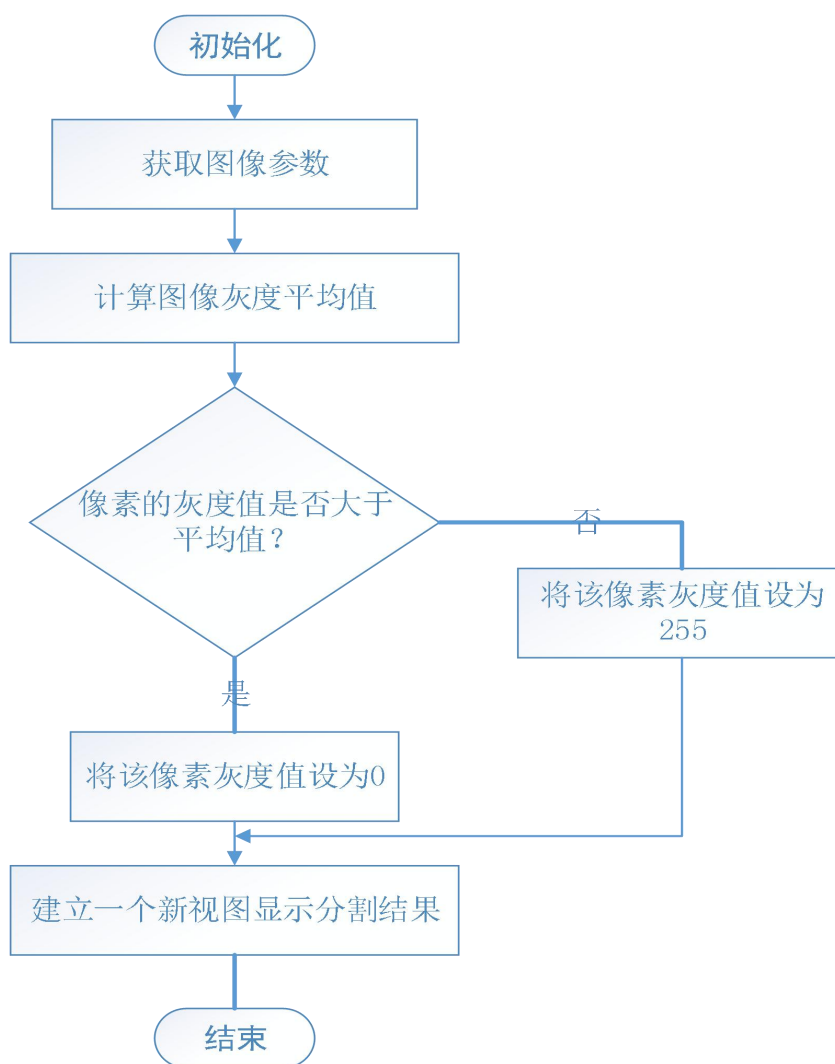 初始化
获取图像参数
计算图像灰度平均值
像素的灰度值是否大于
平均值？
否
将该像素灰度值设为
255
是
将该像素灰度值设为0
建立一个新视图显示分割结果
结束